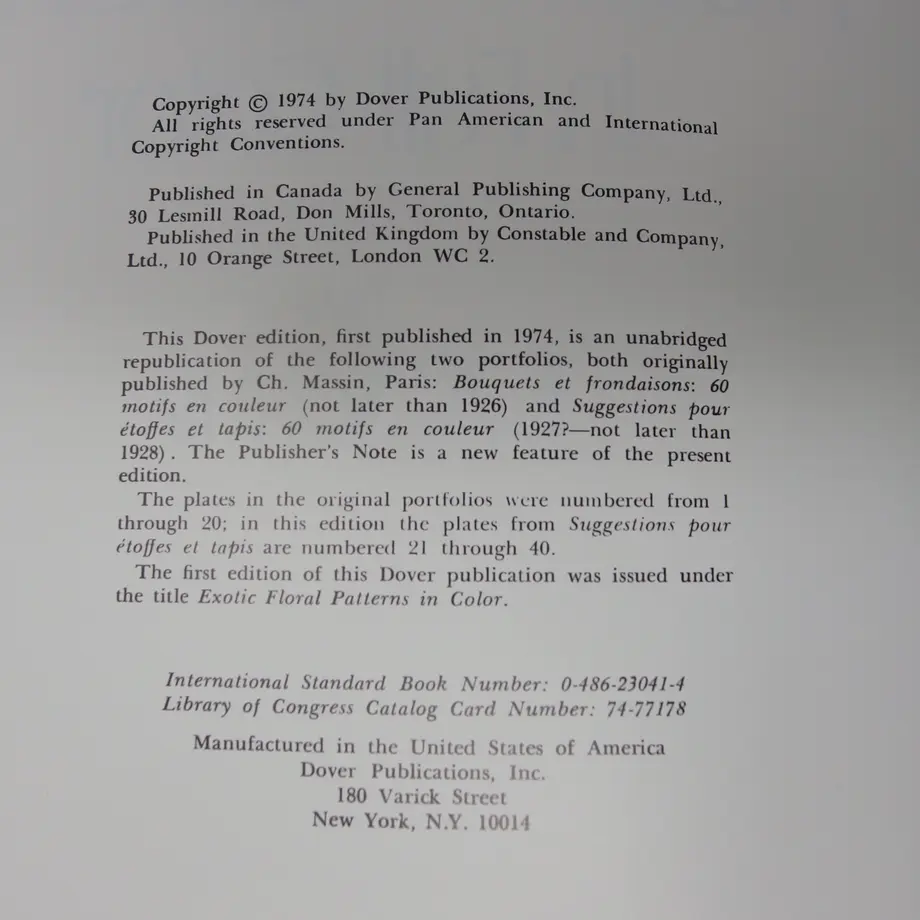 Copyright © 1974 by Dover Publications, Inc.
All rights reserved under Pan American and International
Copyright Conventions.
Published in Canada by General Publishing Company, Ltd.,
30 Lesmill Road, Don Mills, Toronto, Ontario.
Published in the United Kingdom by Constable and Company,
Ltd., 10 Orange Street, London WC 2.
This Dover edition, first published in 1974, is an unabridged
republication of the following two portfolios, both originally
published by Ch. Massin, Paris: Bouquets et frondaisons: 60
motifs en couleur (not later than 1926) and Suggestions pour
étoffes et tapis: 60 motifs en couleur (1927?—not later than
1928). The Publisher's Note is a new feature of the present
edition.
The plates in the original portfolios were numbered from 1
through 20; in this edition the plates from Suggestions pour
étoffes et tapis are numbered 21 through 40.
The first edition of this Dover publication was issued under
the title Exotic Floral Patterns in Color.
International Standard Book Number: 0-486-23041-4
Library of Congress Catalog Card Number: 74-77178
Manufactured in the United States of America
Dover Publications, Inc.
180 Varick Street
New York, N.Y. 10014